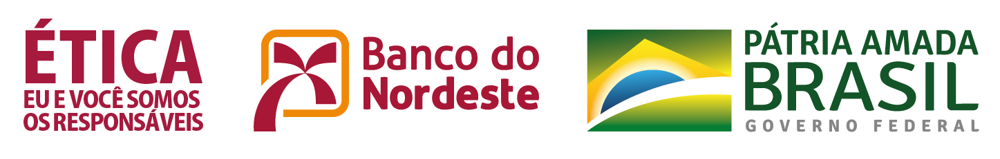 ÉTICA
EU E VOCÊ SOMOS
OS RESPONSÁVEIS
Banco do
Nordeste
PÁTRIA AMADA
BRASIL
GOVERNO FEDERAL